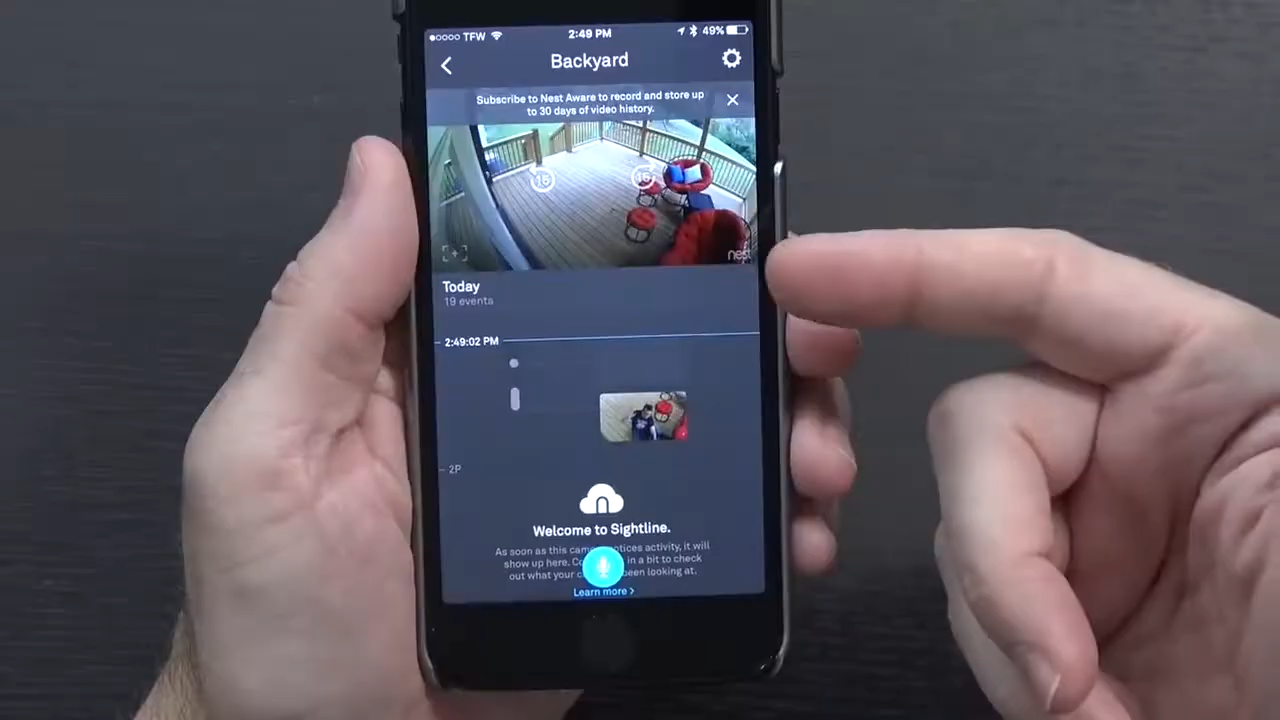 TFW 2:49 PM 49%
Backyard
Subscribe to Nest Aware to record and store up
to 30 days of video history.
15 15
nest
Today
19 events
2:49:02 PM
2P
Welcome to Sightline.
As soon as this notices activity, it will
show up here. in a bit to check
out what your been looking at.
Learn more >